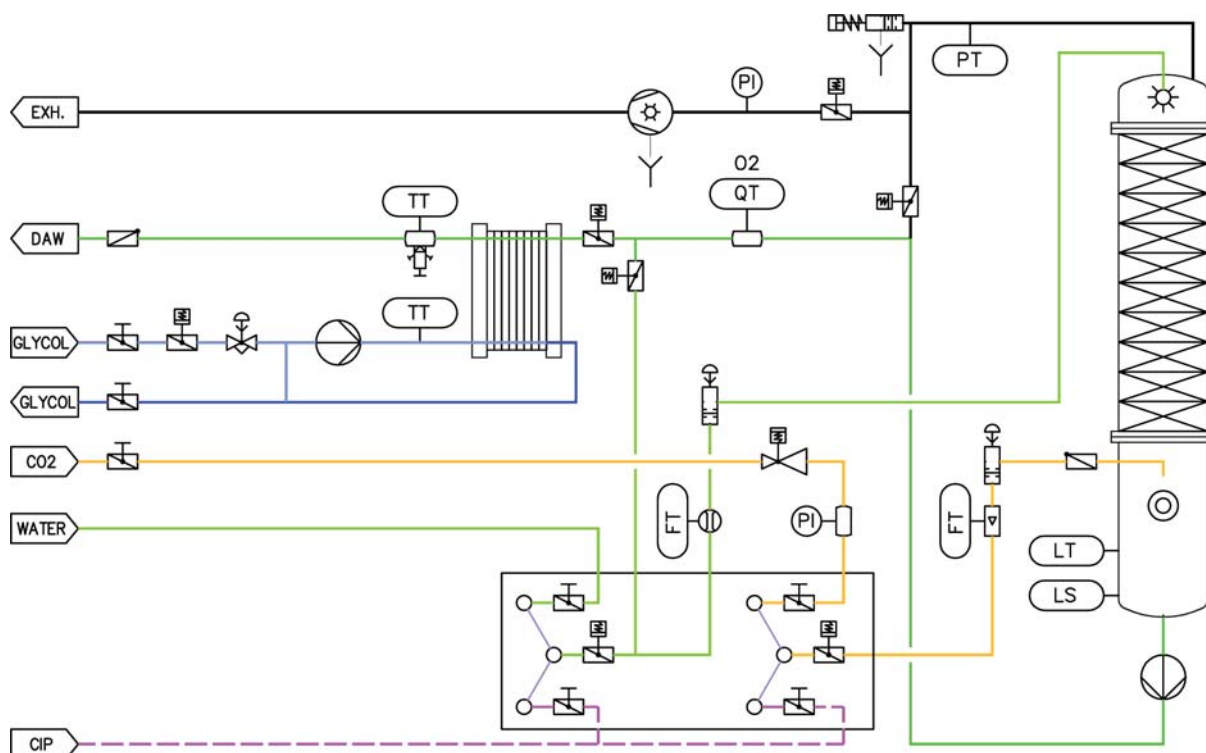 PT
PI
EXH.
O2
QT
TT
DAW
TT
GLYCOL
GLYCOL
CO2
FT
PI
FT
WATER
LT
LS
CIP